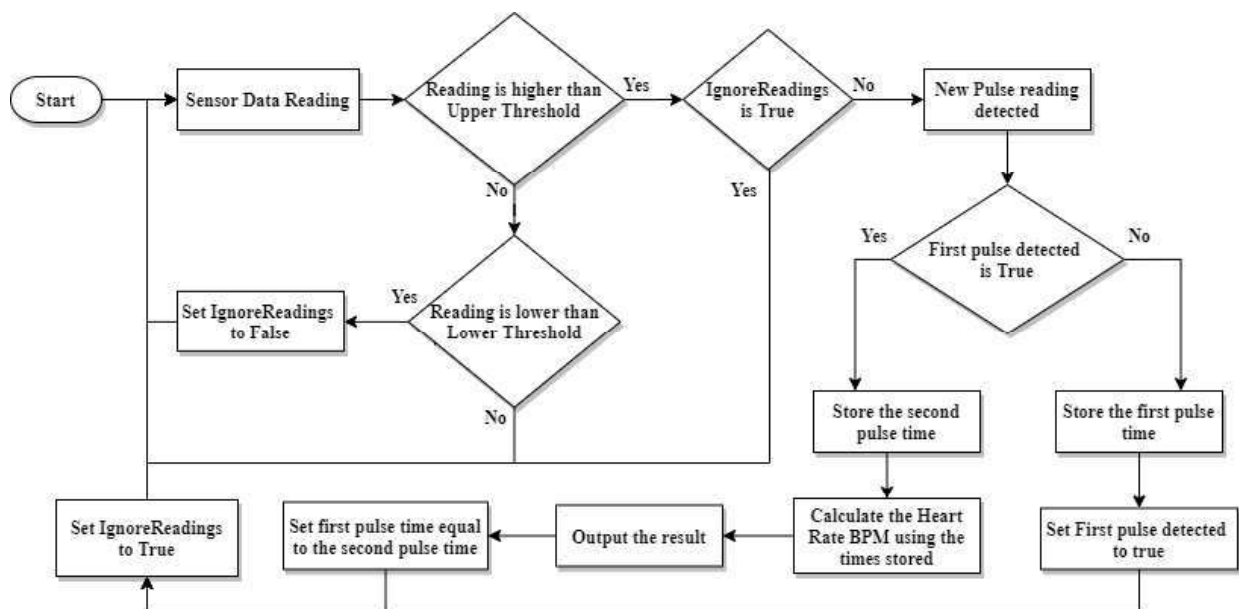 Start
Sensor Data Reading
Reading is higher than
Upper Threshold
Yes
IgnoreReadings
is True
No
New Pulse reading
detected
No
Yes
Yes
First pulse detected
is True
No
Set IgnoreReadings
to False
Yes
Reading is lower than
Lower Threshold
No
Store the second
pulse time
Store the first pulse
time
Set IgnoreReadings
to True
Set first pulse time equal
to the second pulse time
Output the result
Calculate the Heart
Rate BPM using the
times stored
Set First pulse detected
to true